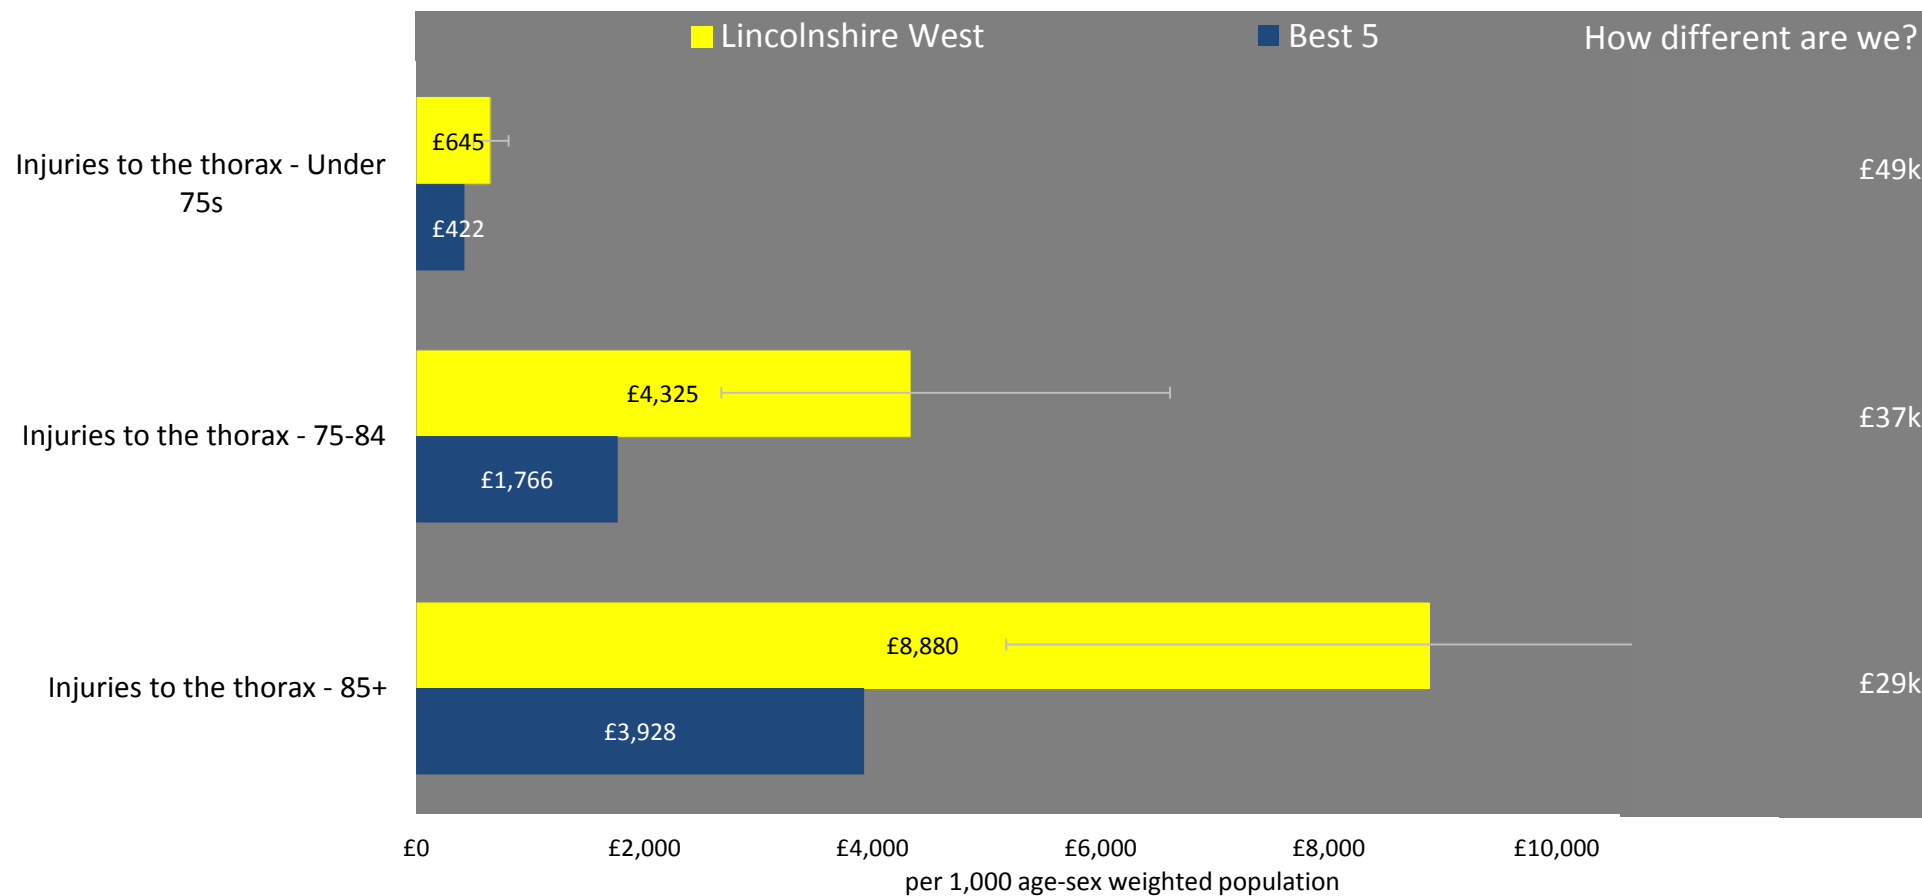 Lincolnshire West
Best 5
How different are we?
Injuries to the thorax - Under
75s
£645
£422
£49k
Injuries to the thorax - 75-84
£4,325
£1,766
£37k
Injuries to the thorax - 85+
£8,880
£3,928
£29k
£0
£2,000
£4,000
£6,000
£8,000
£10,000
per 1,000 age-sex weighted population